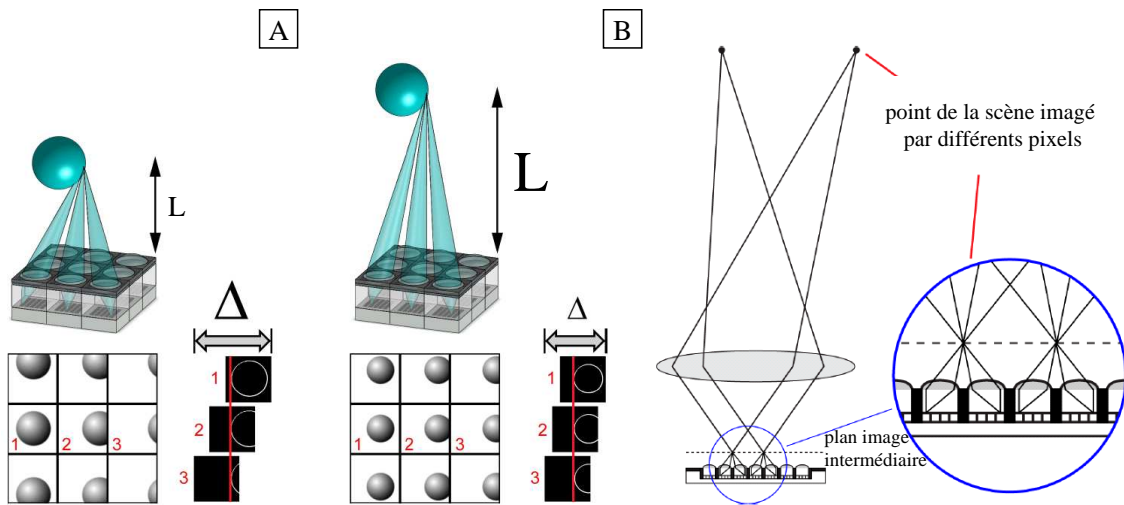 A
B
L
L
point de la scène imagé
par différents pixels
Δ
Δ
1
2
3
1
2
3
1
2
3
1
2
3
plan image
intermédiaire